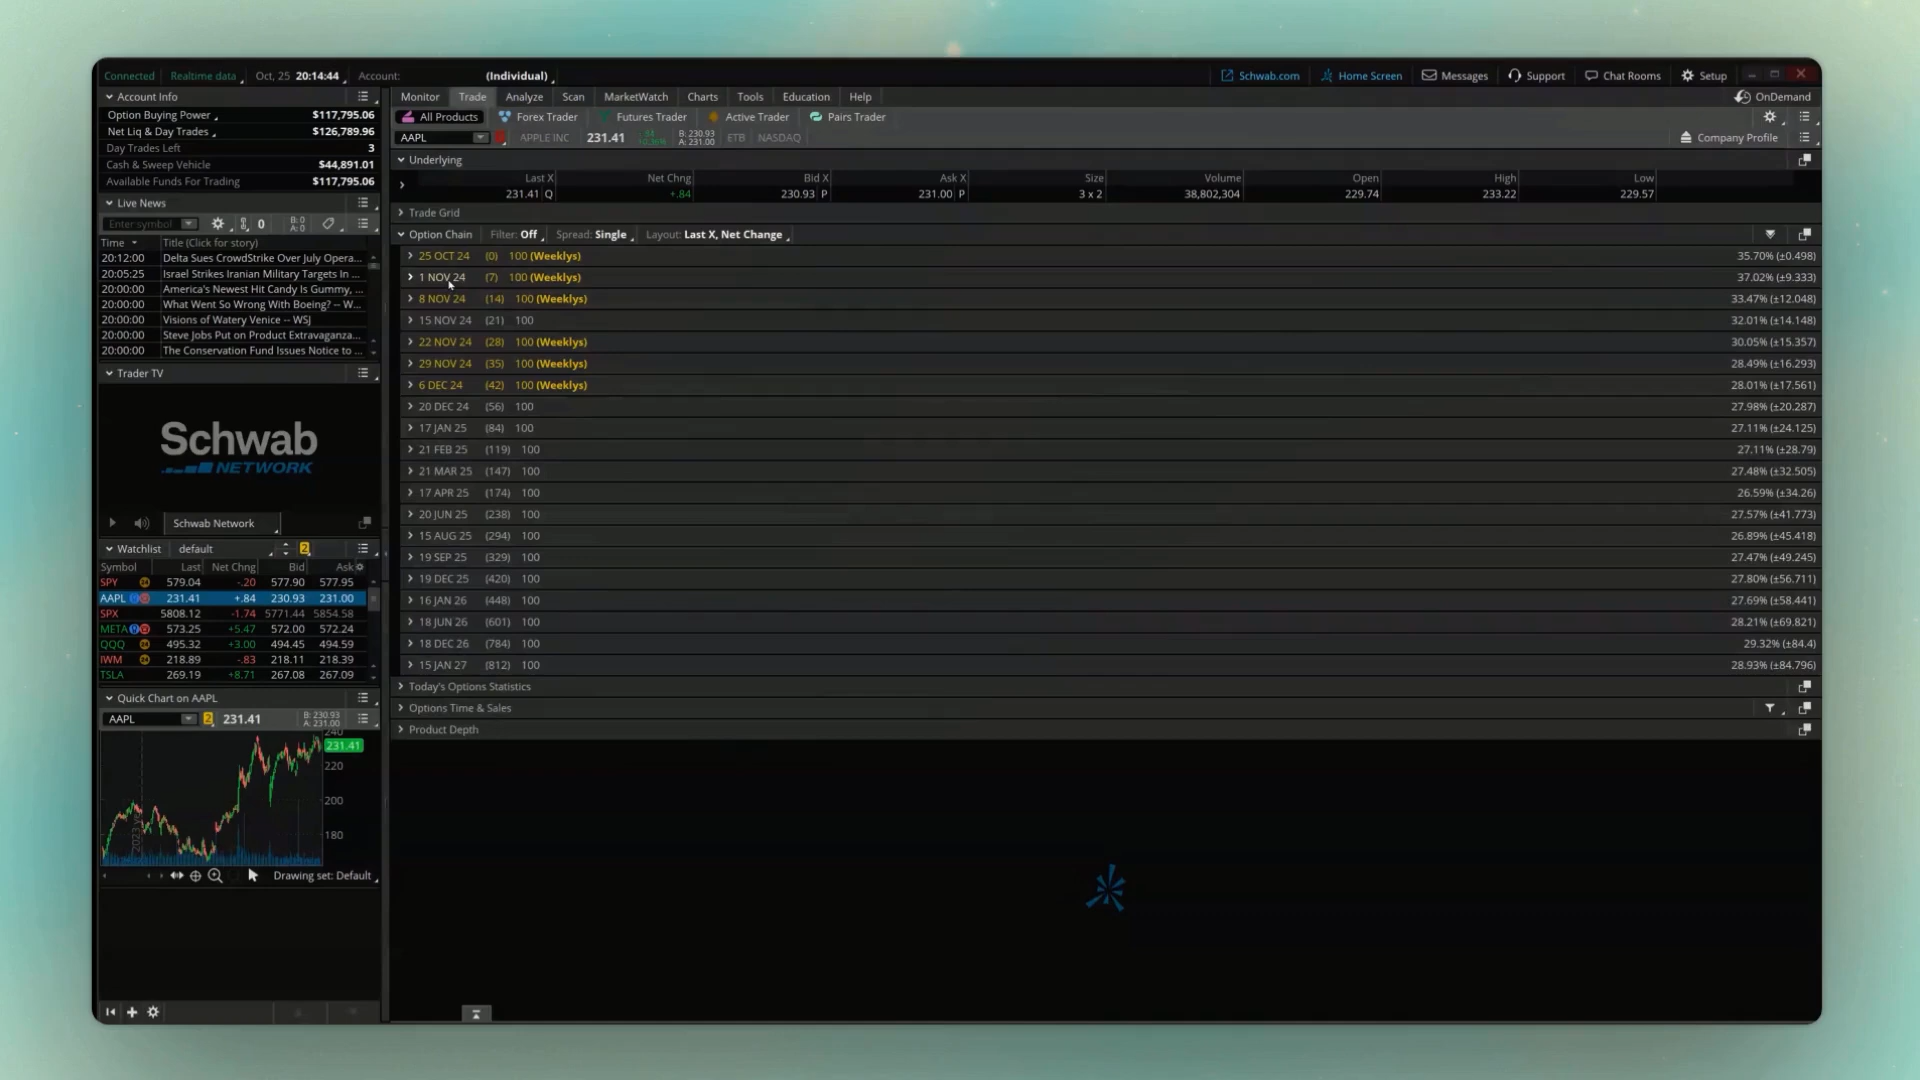 Connected Realtime data Oct, 25 20:14:44 Account: (Individual) Schwab.com Home Screen Messages Support Chat Rooms Setup
Account Info
Option Buying Power $117,795.06
Net Liq & Day Trades $126,789.96
Day Trades Left 3
Cash & Sweep Vehicle $44,891.01
Available Funds For Trading $117,795.06
Live News
Enter symbol 0 B: 0 A: 0
Time Title (Click for story)
20:12:00 Delta Sues CrowdStrike Over July Opera...
20:05:25 Israel Strikes Iranian Military Targets In ...
20:00:00 America's Newest Hit Candy Is Gummy, ...
20:00:00 What Went So Wrong With Boeing? -- W...
20:00:00 Visions of Watery Venice -- WSJ
20:00:00 Steve Jobs Put on Product Extravaganza...
20:00:00 The Conservation Fund Issues Notice to ...
Trader TV
Schwab
NETWORK
Schwab Network
Watchlist default 2
Symbol Last Net Chng Bid Ask
SPY 579.04 -.20 577.90 577.95
AAPL 231.41 +.84 230.93 231.00
SPX 5808.12 -1.74 5771.44 5854.58
META 573.25 +5.47 572.00 572.24
QQQ 495.32 +3.00 494.45 494.59
IWM 218.89 -.83 218.11 218.39
TSLA 269.19 +8.71 267.08 267.09
Quick Chart on AAPL
AAPL 2 231.41 B: 230.93 A: 231.00
240
231.41
220
200
180
Drawing set: Default
Monitor Trade Analyze Scan MarketWatch Charts Tools Education Help OnDemand
All Products Forex Trader Futures Trader Active Trader Pairs Trader
AAPL APPLE INC 231.41 B: 230.93 A: 231.00 ETB NASDAQ Company Profile
Underlying
Last X Net Chng Bid X Ask X Size Volume Open High Low
231.41 Q +.84 230.93 P 231.00 P 3 x 2 38,802,304 229.74 233.22 229.57
Trade Grid
Option Chain Filter: Off Spread: Single Layout: Last X, Net Change
25 OCT 24 (0) 100 (Weeklys) 35.70% (±0.498)
1 NOV 24 (7) 100 (Weeklys) 37.02% (±9.333)
8 NOV 24 (14) 100 (Weeklys) 33.47% (±12.048)
15 NOV 24 (21) 100 32.01% (±14.148)
22 NOV 24 (28) 100 (Weeklys) 30.05% (±15.357)
29 NOV 24 (35) 100 (Weeklys) 28.49% (±16.293)
6 DEC 24 (42) 100 (Weeklys) 28.01% (±17.561)
20 DEC 24 (56) 100 27.98% (±20.287)
17 JAN 25 (84) 100 27.11% (±24.125)
21 FEB 25 (119) 100 27.11% (±28.79)
21 MAR 25 (147) 100 27.48% (±32.505)
17 APR 25 (174) 100 26.59% (±34.26)
20 JUN 25 (238) 100 27.57% (±41.773)
15 AUG 25 (294) 100 26.89% (±45.418)
19 SEP 25 (329) 100 27.47% (±49.245)
19 DEC 25 (420) 100 27.80% (±56.711)
16 JAN 26 (448) 100 27.69% (±58.441)
18 JUN 26 (601) 100 28.21% (±69.821)
18 DEC 26 (784) 100 29.32% (±84.4)
15 JAN 27 (812) 100 28.93% (±84.796)
Today's Options Statistics
Options Time & Sales
Product Depth